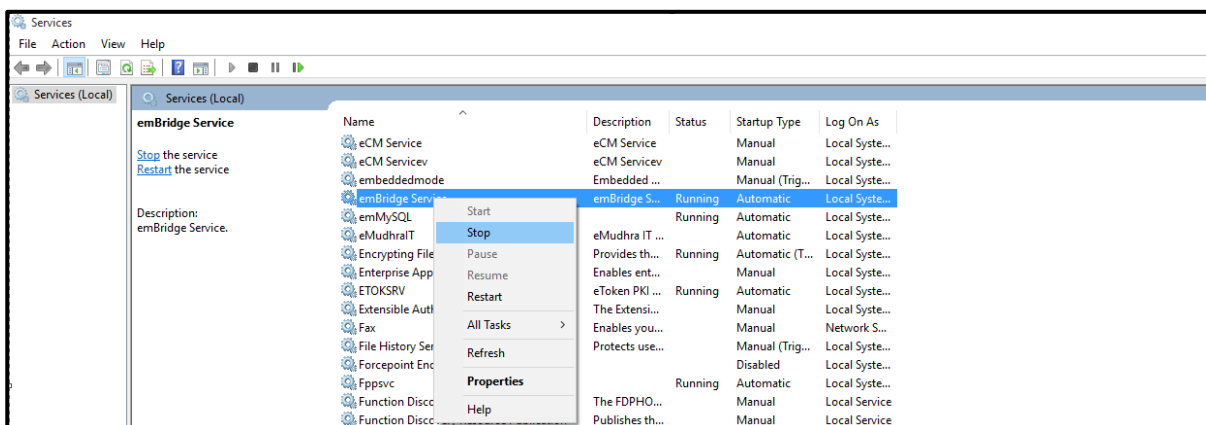 Services
File Action View Help
Services (Local)
Services (Local)
emBridge Service
Stop the service
Restart the service
Description:
emBridge Service.
Name Description Status Startup Type Log On As
eCM Service eCM Service Manual Local Syste...
eCM Servicev eCM Servicev Manual Local Syste...
embeddedmode Embedded ... Manual (Trig... Local Syste...
emBridge Service emBridge S... Running Automatic Local Syste...
emMySQL Running Automatic Local Syste...
eMudhraIT eMudhra IT ... Automatic Local Syste...
Encrypting File Provides th... Running Automatic (T... Local Syste...
Enterprise App Enables ent... Manual Local Syste...
ETOKSRV eToken PKI ... Running Automatic Local Syste...
Extensible Auth The Extensi... Manual Local Syste...
Fax Enables you... Manual Network S...
File History Ser Protects use... Manual (Trig... Local Syste...
Forcepoint End Disabled Local Syste...
Fppsvc Running Automatic Local Syste...
Function Disco The FDPHO... Manual Local Service
Function Discovery Resource Publication Publishes th... Manual Local Service
Start
Stop
Pause
Resume
Restart
All Tasks
Refresh
Properties
Help